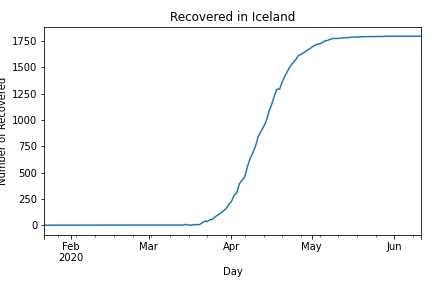 Recovered in Iceland
Number of Recovered
1750
1500
1250
1000
750
500
250
0
Feb
2020
Mar
Apr
May
Jun
Day